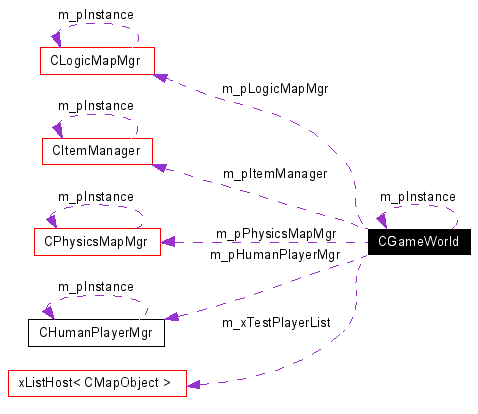 m_pInstance
CLogicMapMgr
m_pLogicMapMgr
m_pInstance
CItemManager
m_pItemManager
m_pInstance
m_pInstance
CPhysicsMapMgr
m_pPhysicsMapMgr
CGameWorld
m_pHumanPlayerMgr
m_pInstance
CHumanPlayerMgr
m_xTestPlayerList
xListHost< CMapObject >